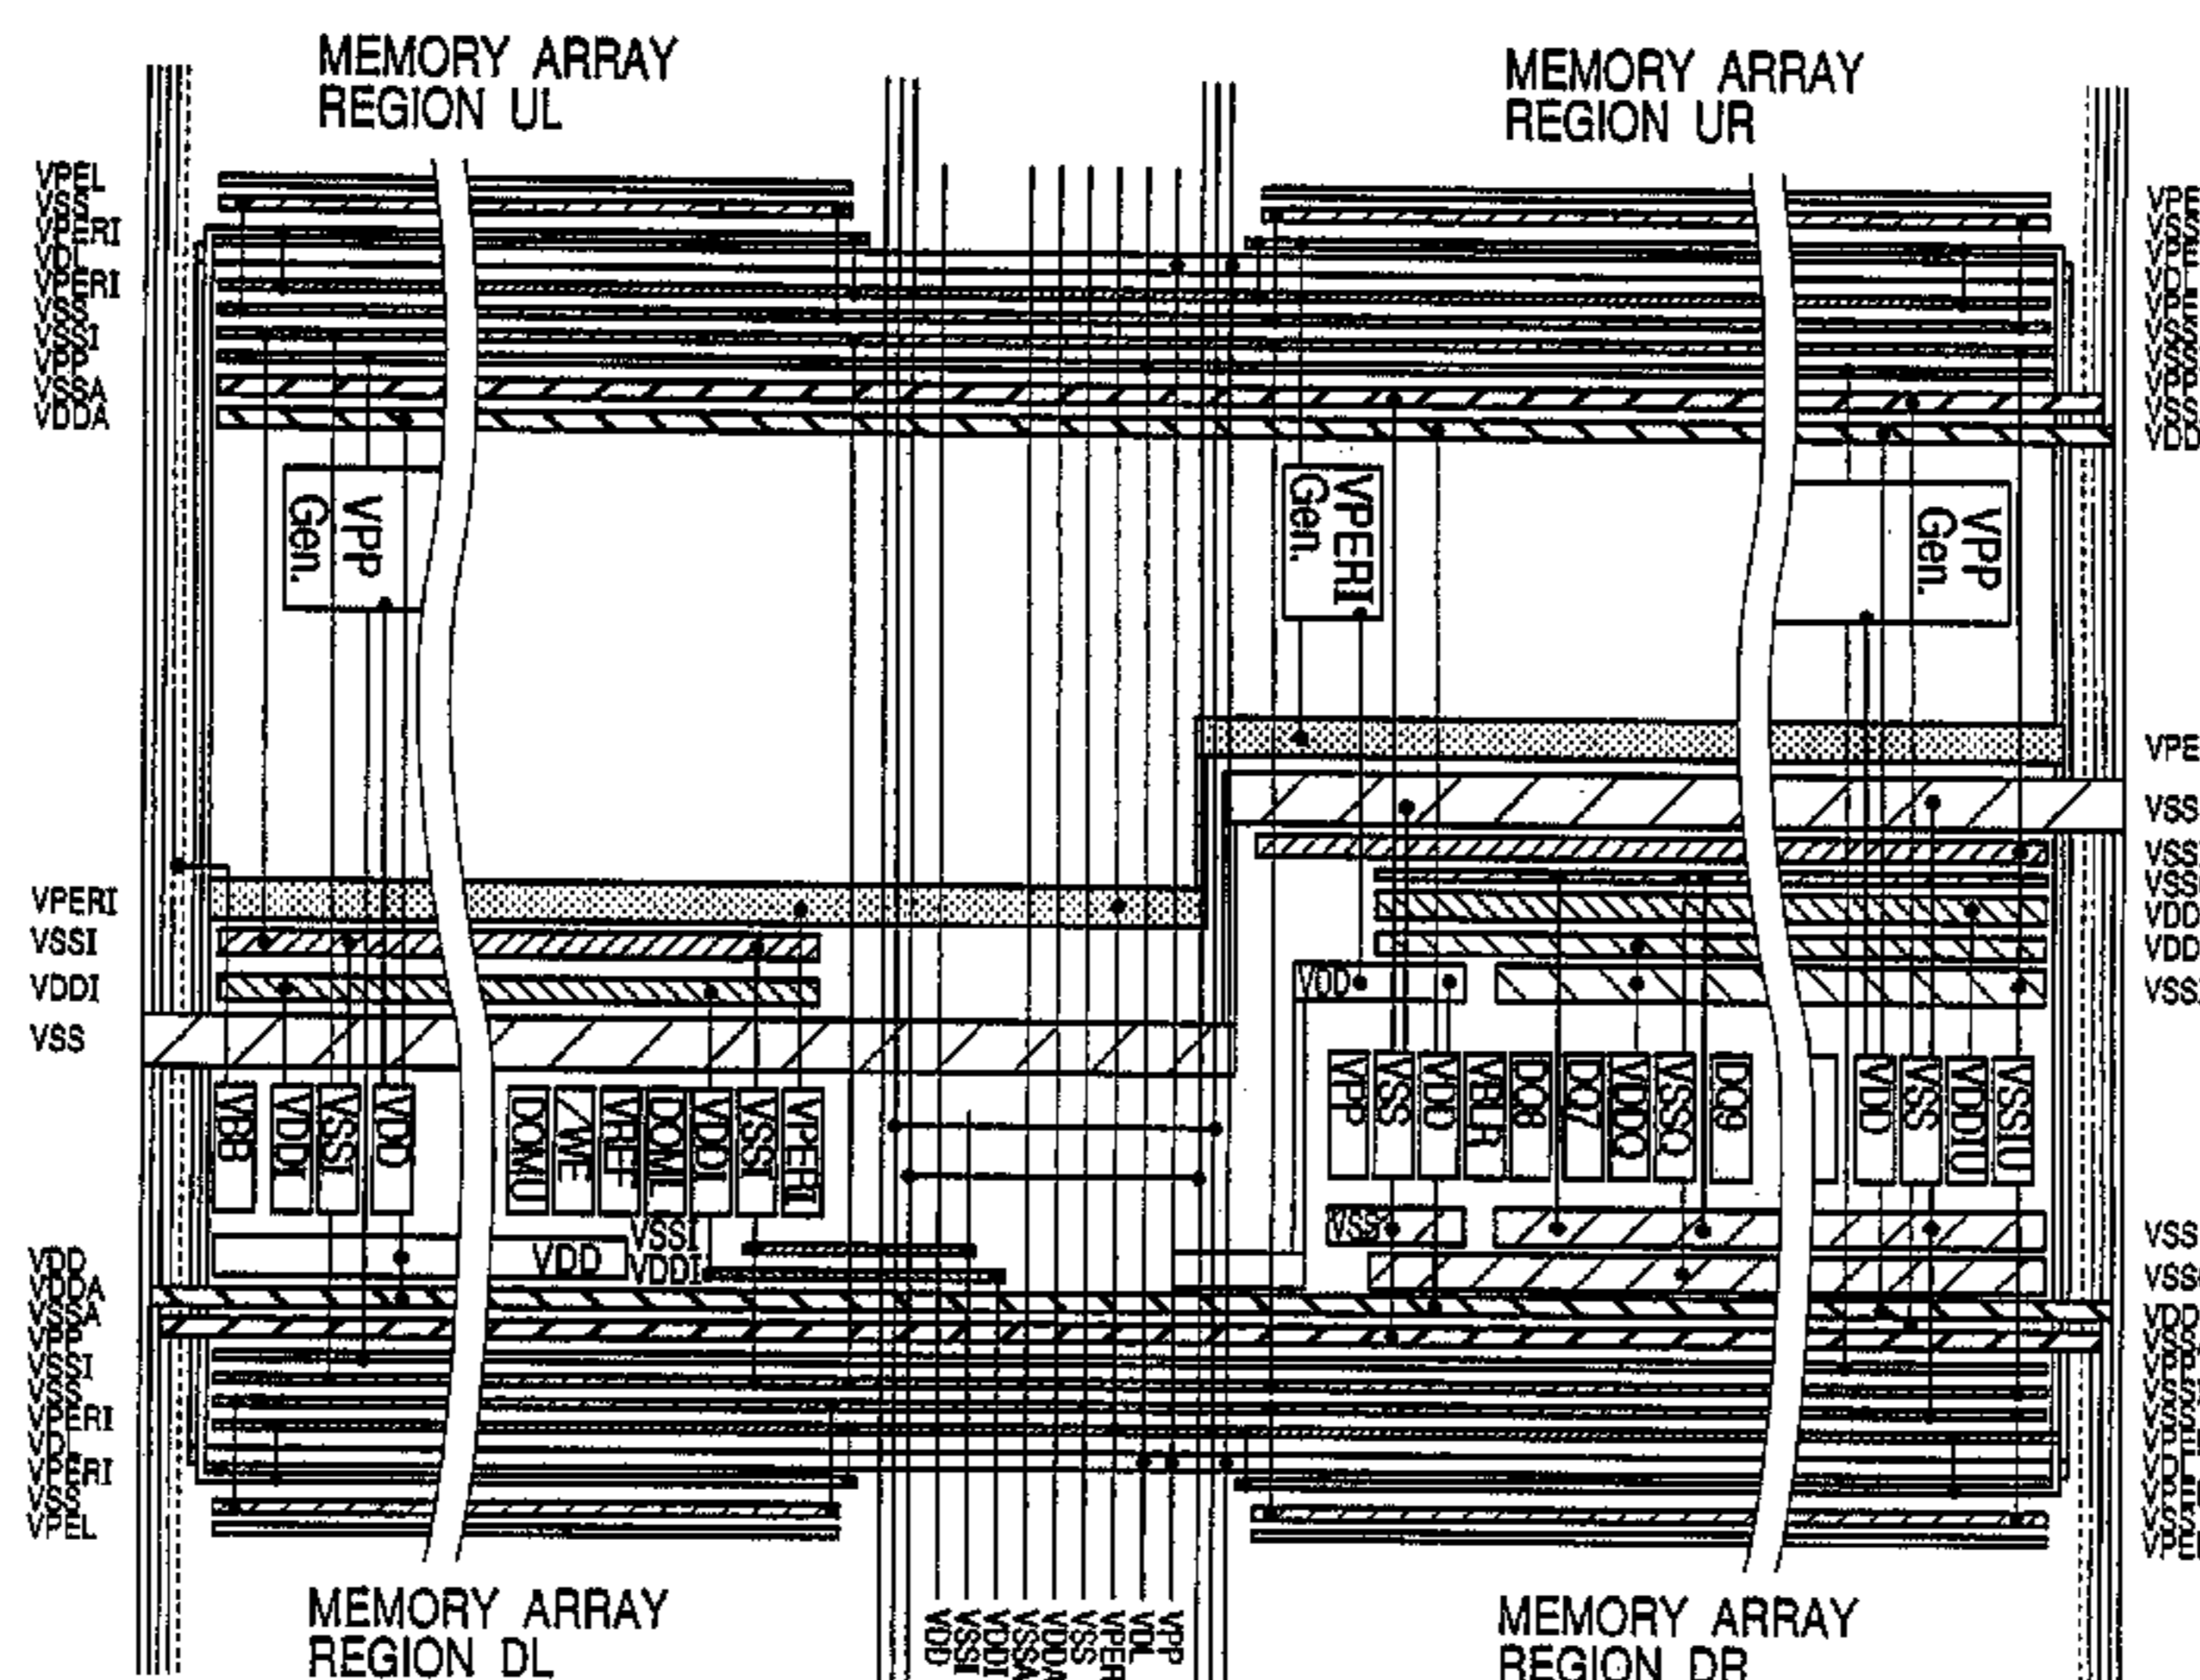 MEMORY ARRAY
REGION UL
MEMORY ARRAY
REGION UR
VPEL
VSS
VPERI
VDL
VPERI
VSS
VSSI
VPP
VSSA
VDDA
VPP
Gen.
VPERI
Gen.
VPP
Gen.
VPERI
VSSI
VDDI
VSS
VDD
VBB
VDDI
VSSI
VDD
DQMU
/WE
VREF
DQML
VDDI
VSSI
VPERI
VPP
VSS
VDD
VBLR
DQ8
DQ7
VDDQ
VSSQ
DQ9
VDD
VSS
VDDIU
VSSIU
VSS
VSSI
VDD
VDDI
VDD
VDDA
VSSA
VPP
VSSI
VSS
VPERI
VDL
VPERI
VSS
VPEL
MEMORY ARRAY
REGION DL
VDD
VSSI
VDDI
VSSA
VDDA
VSS
VPER
VDL
VPP
MEMORY ARRAY
REGION DR